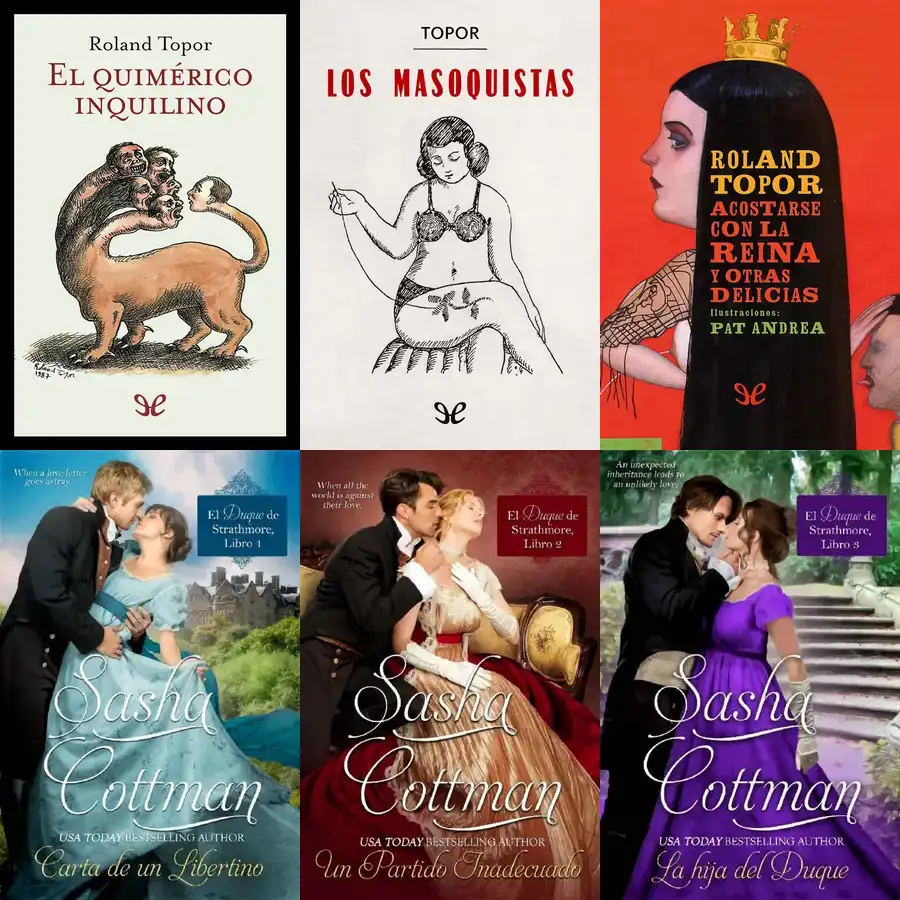 Roland Topor
EL QUIMÉRICO
INQUILINO
Roland Topor
1987
TOPOR
LOS MASOQUISTAS
ROLAND
TOPOR
ACOSTARSE
CON LA
REINA
Y OTRAS
DELICIAS
Ilustraciones:
PAT ANDREA
When a love letter
goes astray
El Duque de
Strathmore,
Libro 1
Sasha
Cottman
USA TODAY BESTSELLING AUTHOR
Carta de un Libertino
When all the
world is against
their love.
El Duque de
Strathmore,
Libro 2
Sasha
Cottman
USA TODAY BESTSELLING AUTHOR
Un Partido Inadecuado
An unexpected
inheritance leads to
an unlikely love.
El Duque de
Strathmore,
Libro 3
Sasha
Cottman
USA TODAY BESTSELLING AUTHOR
La hija del Duque